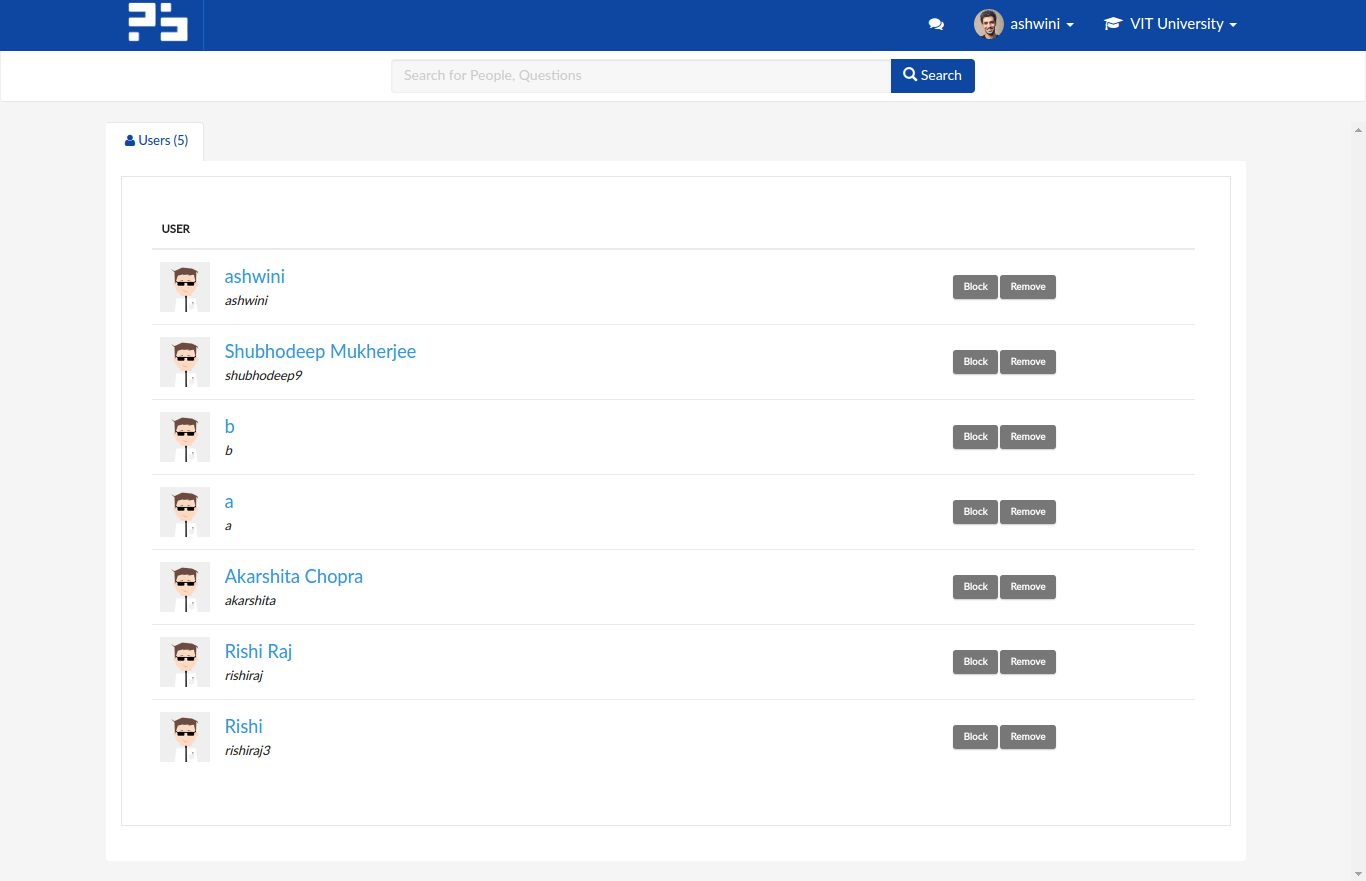 ashwini
VIT University
Search for People, Questions
Search
Users (5)
USER
ashwini
ashwini
Block Remove
Shubhodeep Mukherjee
shubhodeep9
Block Remove
b
b
Block Remove
a
a
Block Remove
Akarshita Chopra
akarshita
Block Remove
Rishi Raj
rishiraj
Block Remove
Rishi
rishiraj3
Block Remove